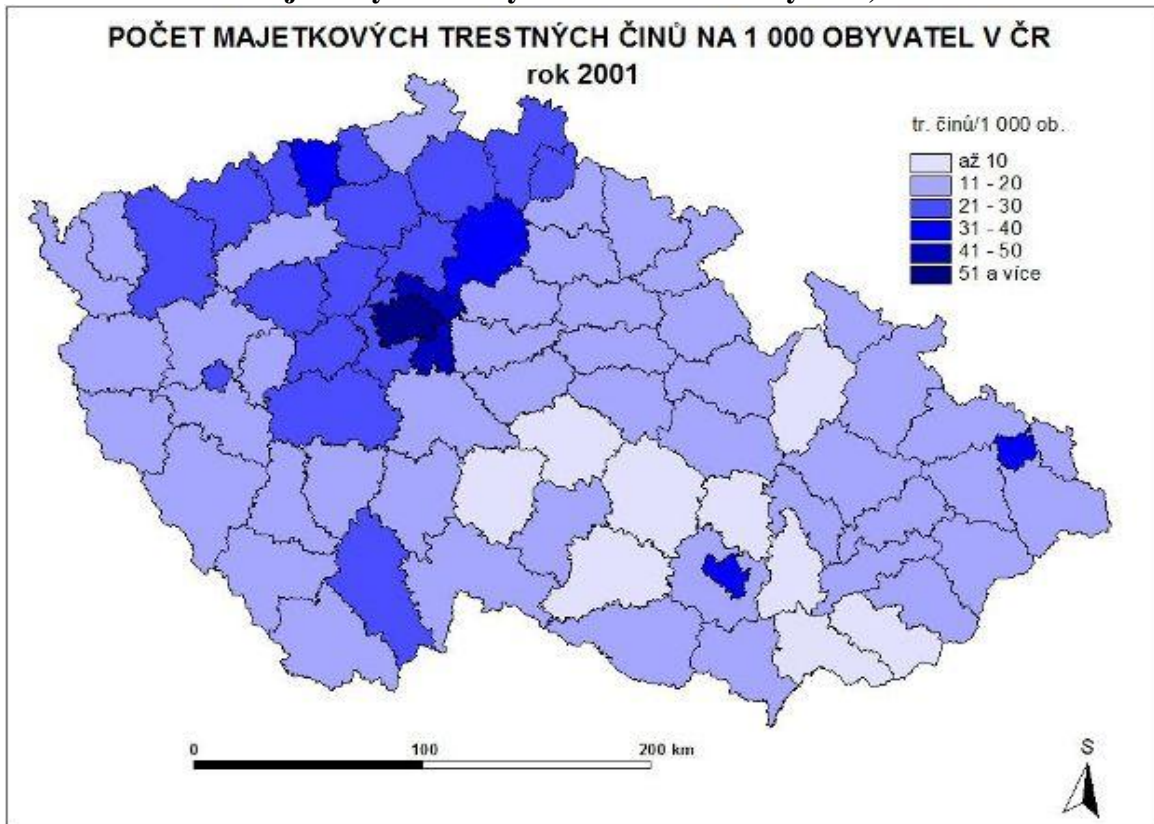 POČET MAJETKOVÝCH TRESTNÝCH ČINŮ NA 1 000 OBYVATEL V ČR
rok 2001
tr. činů/1 000 ob.
až 10
11 - 20
21 - 30
31 - 40
41 - 50
51 a více
0 100 200 km
S